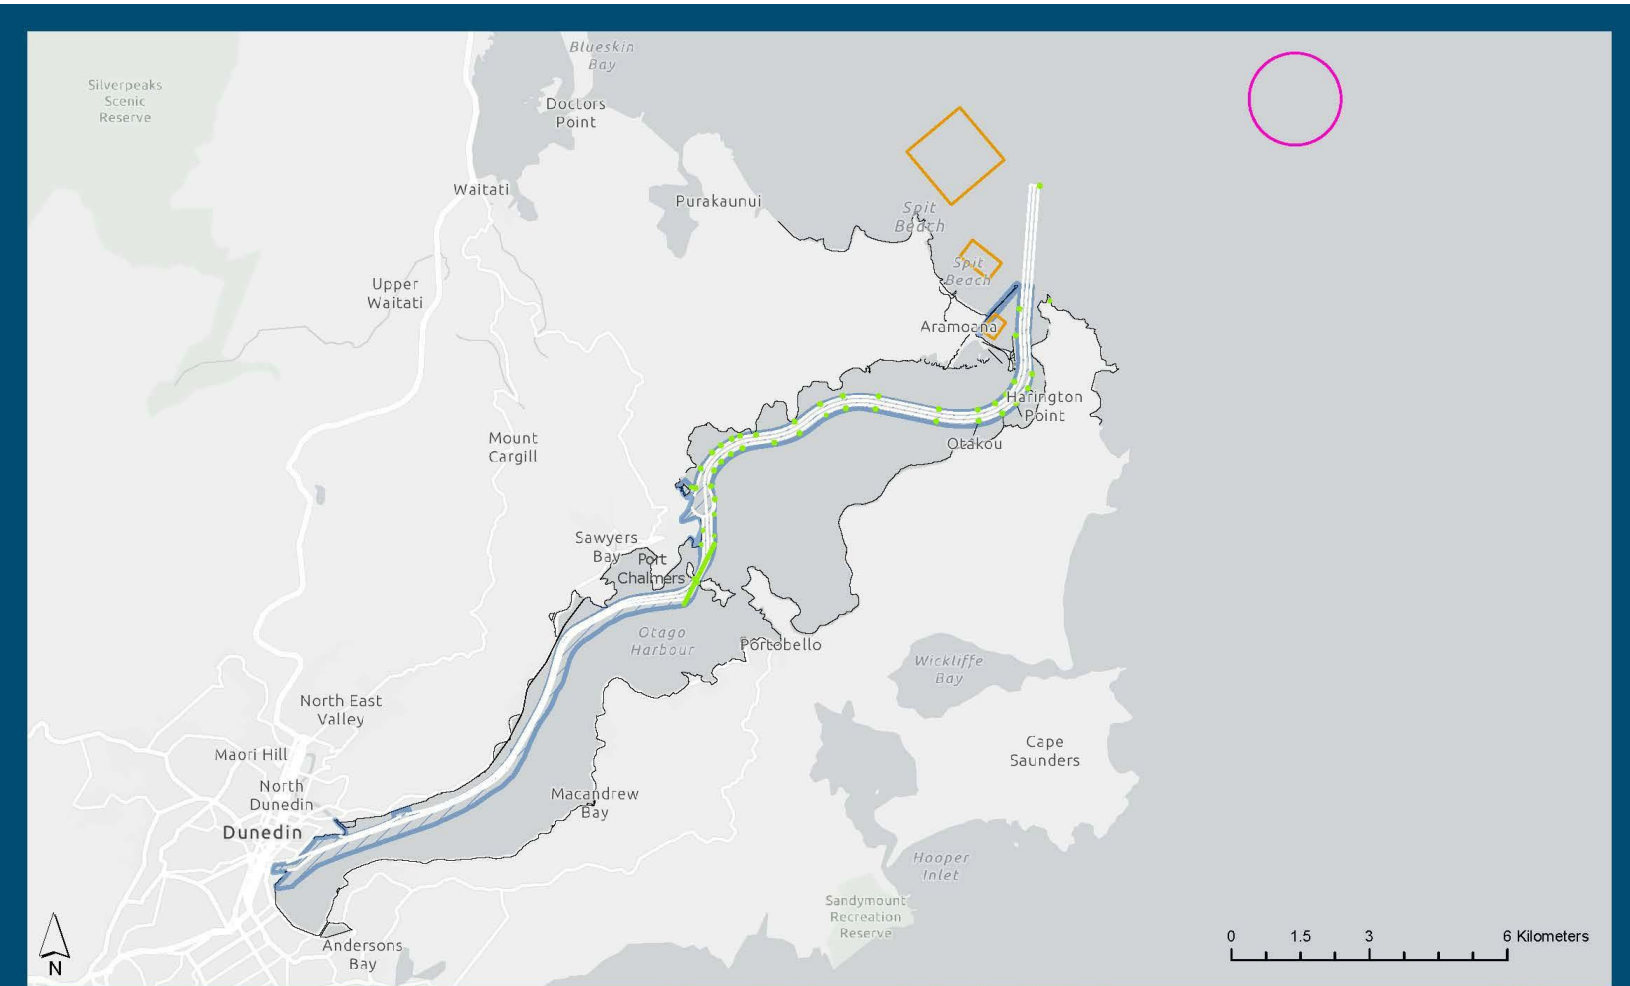 Blueskin
Bay
Silverpeaks
Scenic
Reserve
Doctors
Point
Waitati
Purakaunui
Spit
Beach
Spit
Beach
Upper
Waitati
Aramoana
Harington
Point
Otakou
Mount
Cargill
Sawyers
Bay
Port
Chalmers
Otago
Harbour
Portobello
Wickliffe
Bay
North East
Valley
Maori Hill
Cape
Saunders
North
Dunedin
Macandrew
Bay
Dunedin
Hooper
Inlet
Sandymount
Recreation
Reserve
Andersons
Bay
N
0 1.5 3 6 Kilometers